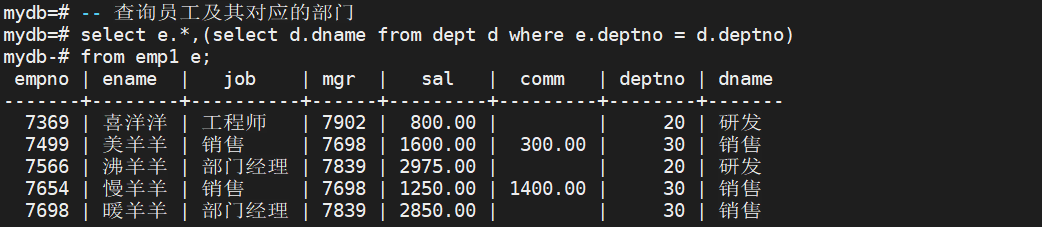 mydb=# -- 查询员工及其对应的部门
mydb=# select e.*,(select d.dname from dept d where e.deptno = d.deptno)
mydb-# from emp1 e;
 empno | ename  |   job    | mgr  |   sal   |  comm   | deptno | dname
-------+--------+----------+------+---------+---------+--------+-------
  7369 | 喜洋洋 | 工程师   | 7902 |  800.00 |         |     20 | 研发
  7499 | 美羊羊 | 销售     | 7698 | 1600.00 |  300.00 |     30 | 销售
  7566 | 沸羊羊 | 部门经理 | 7839 | 2975.00 |         |     20 | 研发
  7654 | 慢羊羊 | 销售     | 7698 | 1250.00 | 1400.00 |     30 | 销售
  7698 | 暖羊羊 | 部门经理 | 7839 | 2850.00 |         |     30 | 销售